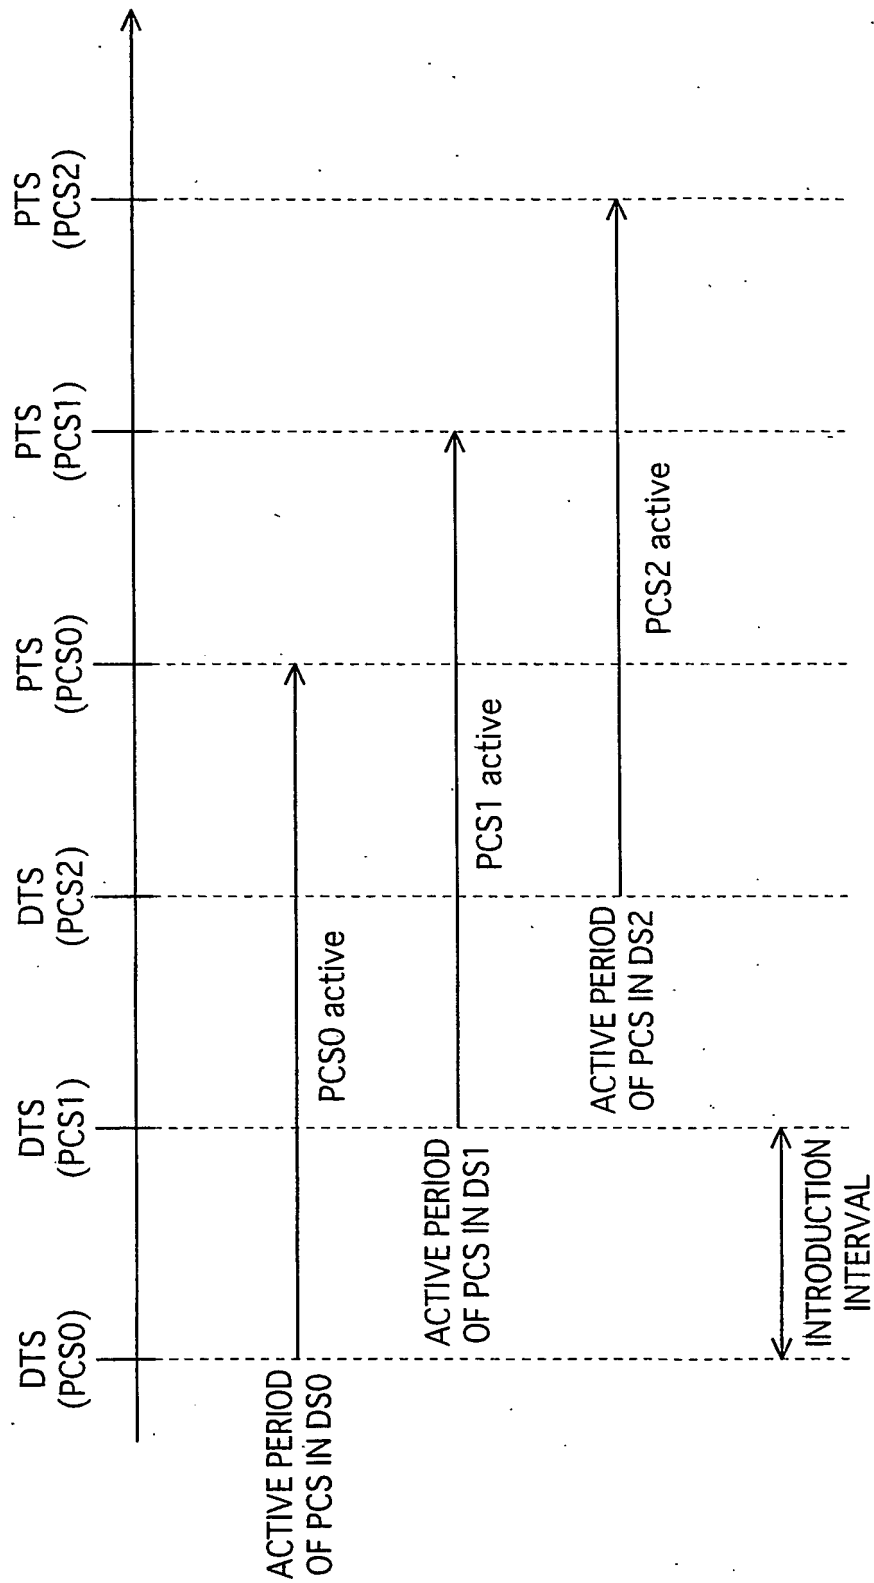 DTS
(PCS0)
DTS
(PCS1)
DTS
(PCS2)
PTS
(PCS0)
PTS
(PCS1)
PTS
(PCS2)
ACTIVE PERIOD
OF PCS IN DS0
PCS0 active
ACTIVE PERIOD
OF PCS IN DS1
PCS1 active
ACTIVE PERIOD
OF PCS IN DS2
PCS2 active
INTRODUCTION
INTERVAL